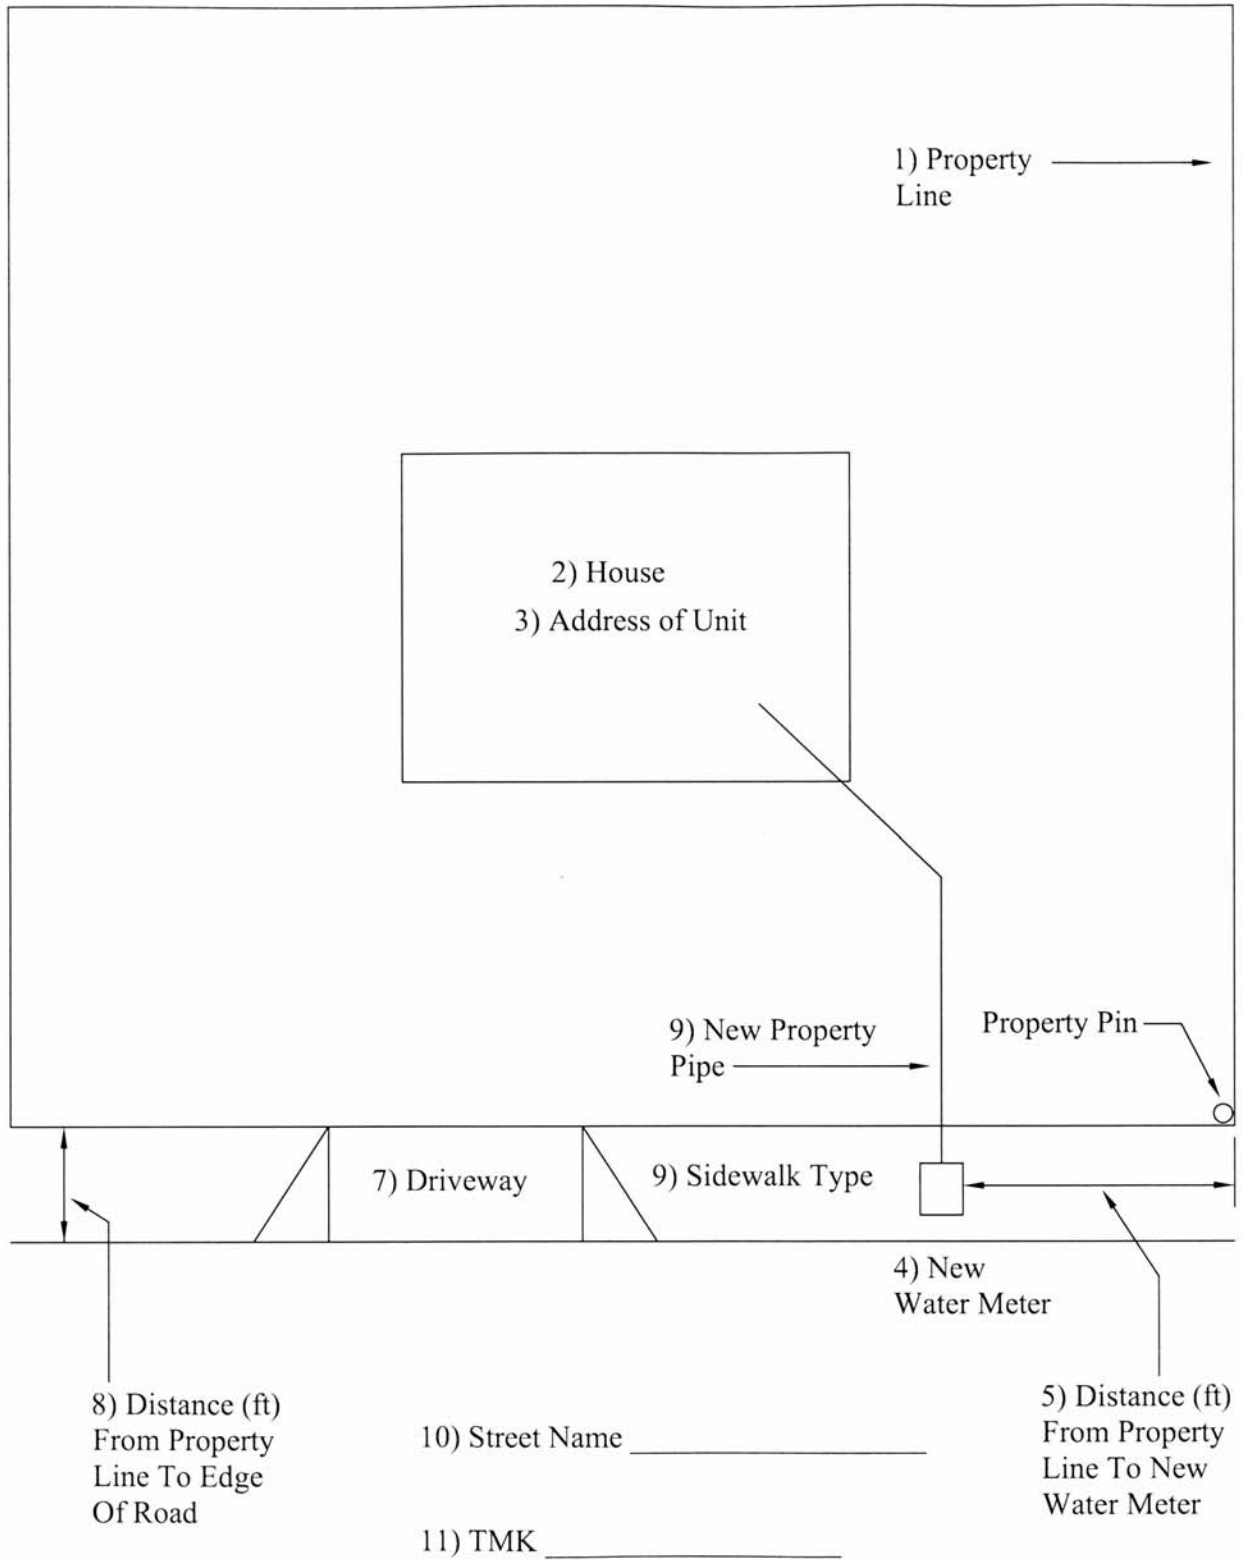 1) Property
Line
2) House
3) Address of Unit
9) New Property
Pipe
Property Pin
7) Driveway
9) Sidewalk Type
4) New
Water Meter
8) Distance (ft)
From Property
Line To Edge
Of Road
10) Street Name
5) Distance (ft)
From Property
Line To New
Water Meter
11) TMK